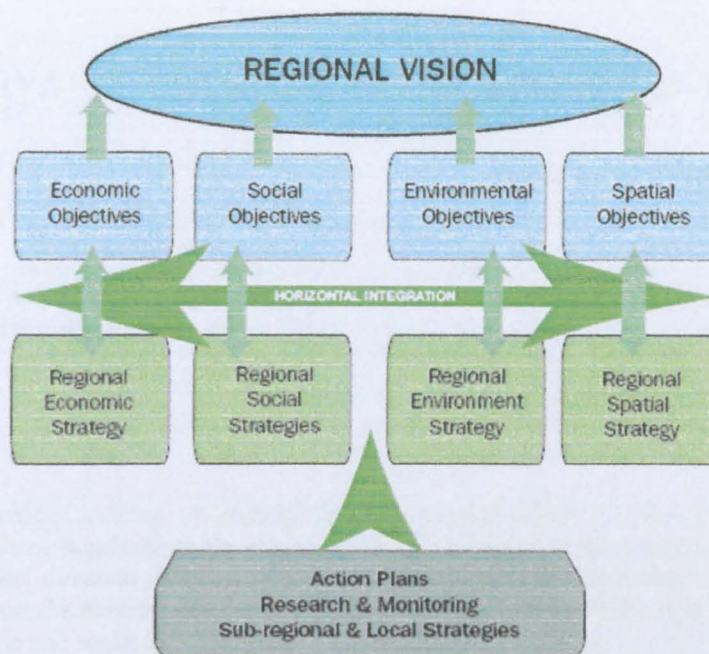 REGIONAL VISION
Economic
Objectives
Social
Objectives
Environmental
Objectives
Spatial
Objectives
HORIZONTAL INTEGRATION
Regional
Economic
Strategy
Regional
Social
Strategies
Regional
Environment
Strategy
Regional
Spatial
Strategy
Action Plans
Research & Monitoring
Sub-regional & Local Strategies